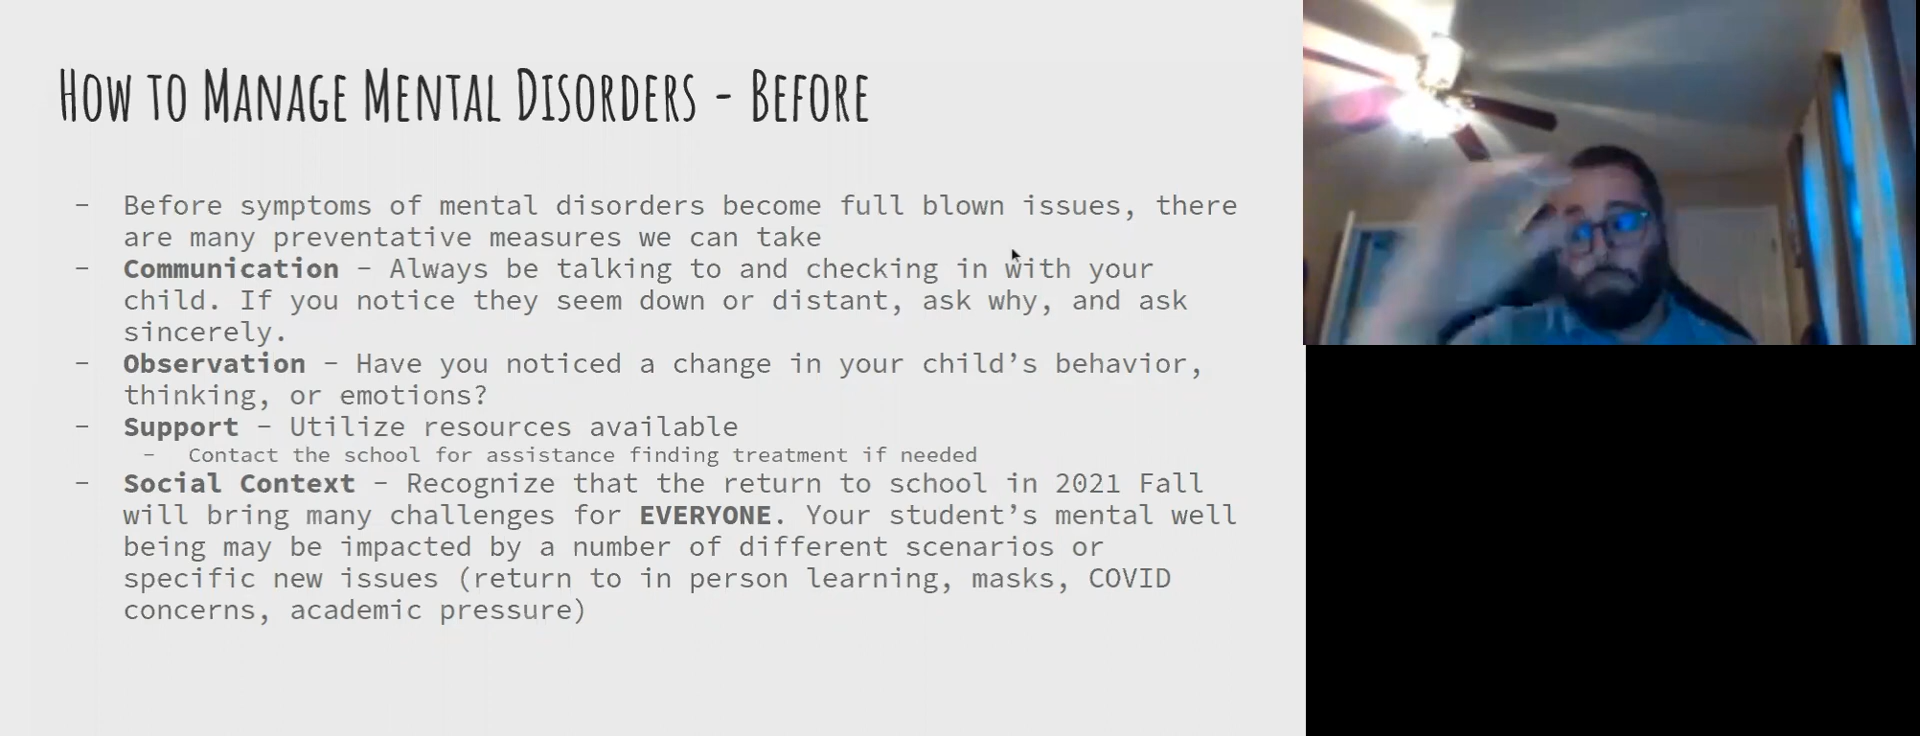 How to Manage Mental Disorders - Before
- Before symptoms of mental disorders become full blown issues, there
are many preventative measures we can take
- Communication - Always be talking to and checking in with your
child. If you notice they seem down or distant, ask why, and ask
sincerely.
- Observation - Have you noticed a change in your child's behavior,
thinking, or emotions?
- Support - Utilize resources available
- Contact the school for assistance finding treatment if needed
- Social Context - Recognize that the return to school in 2021 Fall
will bring many challenges for EVERYONE. Your student's mental well
being may be impacted by a number of different scenarios or
specific new issues (return to in person learning, masks, COVID
concerns, academic pressure)